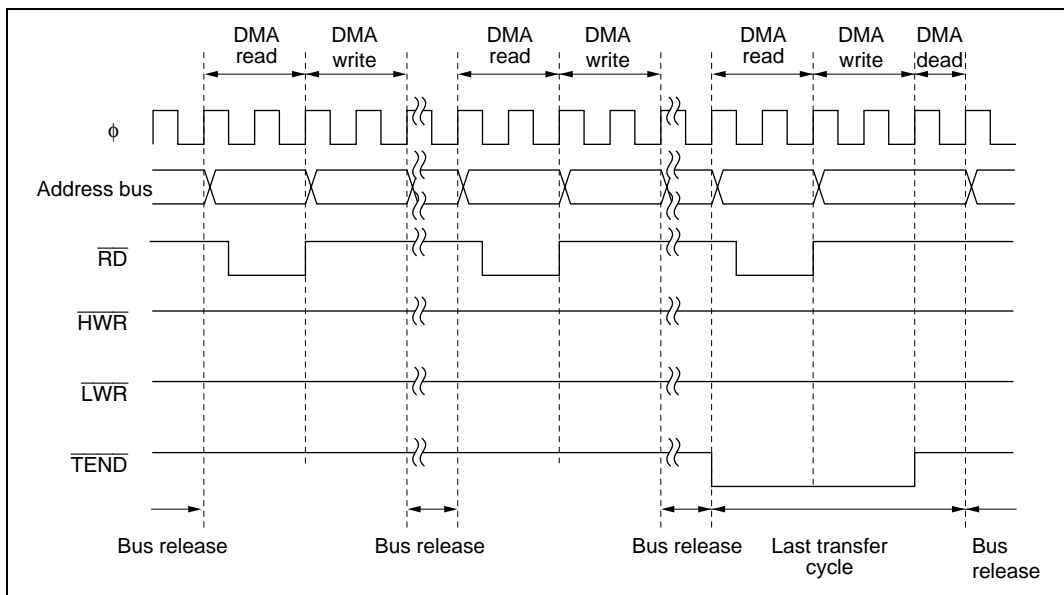 DMA read
DMA write
DMA read
DMA write
DMA read
DMA write
DMA dead
φ
Address bus
RD
HWR
LWR
TEND
Bus release
Bus release
Bus release
Last transfer cycle
Bus release